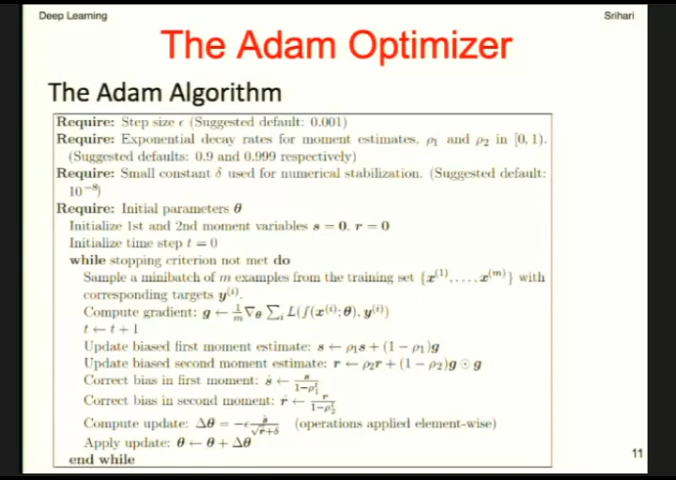 Deep Learning
Srihari
The Adam Optimizer
The Adam Algorithm
Require: Step size ϵ (Suggested default: 0.001)
Require: Exponential decay rates for moment estimates, ρ₁ and ρ₂ in [0, 1).
(Suggested defaults: 0.9 and 0.999 respectively)
Require: Small constant δ used for numerical stabilization. (Suggested default:
10⁻⁸)
Require: Initial parameters θ
Initialize 1st and 2nd moment variables s = 0, r = 0
Initialize time step t = 0
while stopping criterion not met do
Sample a minibatch of m examples from the training set {x⁽¹⁾, . . . , x⁽ᵐ⁾} with
corresponding targets y⁽ⁱ⁾.
Compute gradient: g ← 1/m ∇_θ ∑ᵢ L(f(x⁽ⁱ⁾; θ), y⁽ⁱ⁾)
t ← t + 1
Update biased first moment estimate: s ← ρ₁s + (1 − ρ₁)g
Update biased second moment estimate: r ← ρ₂r + (1 − ρ₂)g ⊙ g
Correct bias in first moment: ŝ ← s/(1−ρ₁ᵗ)
Correct bias in second moment: r̂ ← r/(1−ρ₂ᵗ)
Compute update: Δθ = −ϵ ŝ/(√r̂+δ) (operations applied element-wise)
Apply update: θ ← θ + Δθ
end while
11